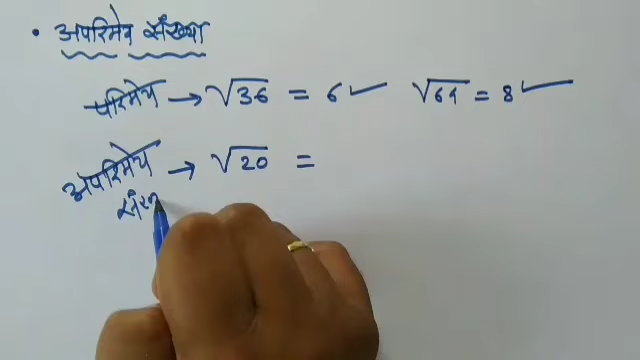 • अपरिमेय संख्या
परिमेय → √36 = 6 ✓ √64 = 8 ✓
अपरिमेय → √20 =